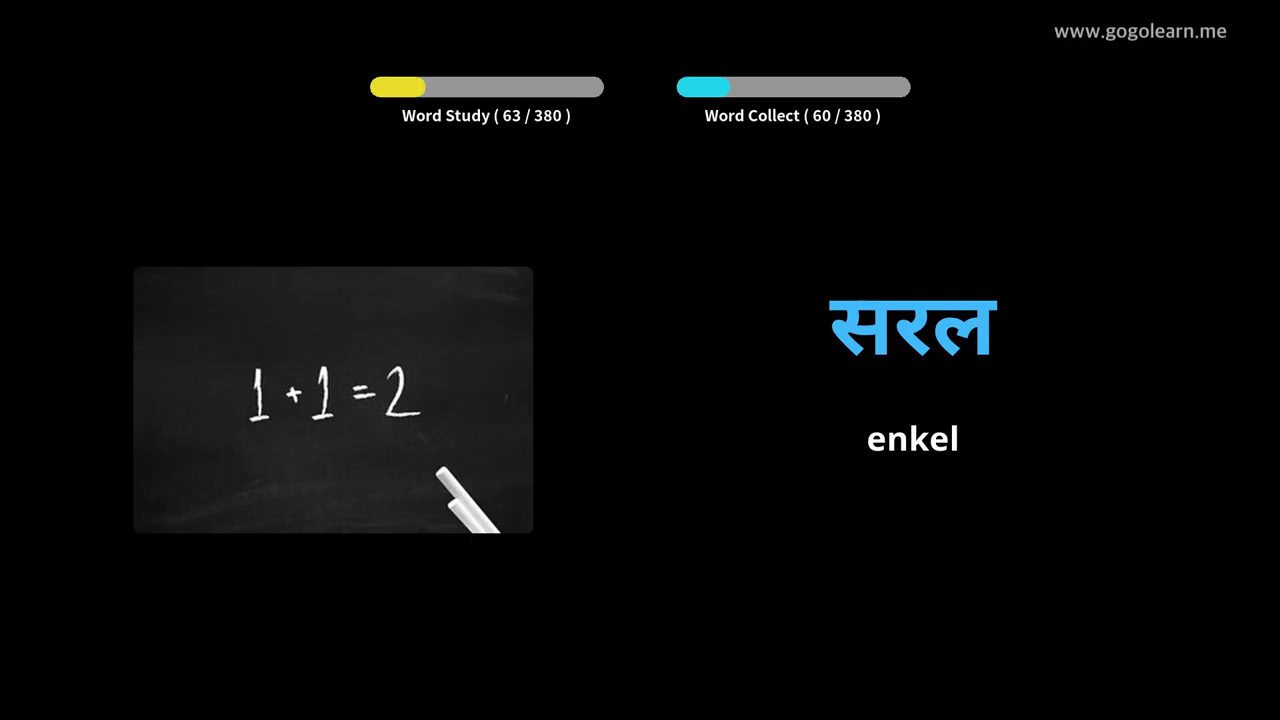 www.gogolearn.me
Word Study ( 63 / 380 )
Word Collect ( 60 / 380 )
1 + 1 = 2
सरल
enkel